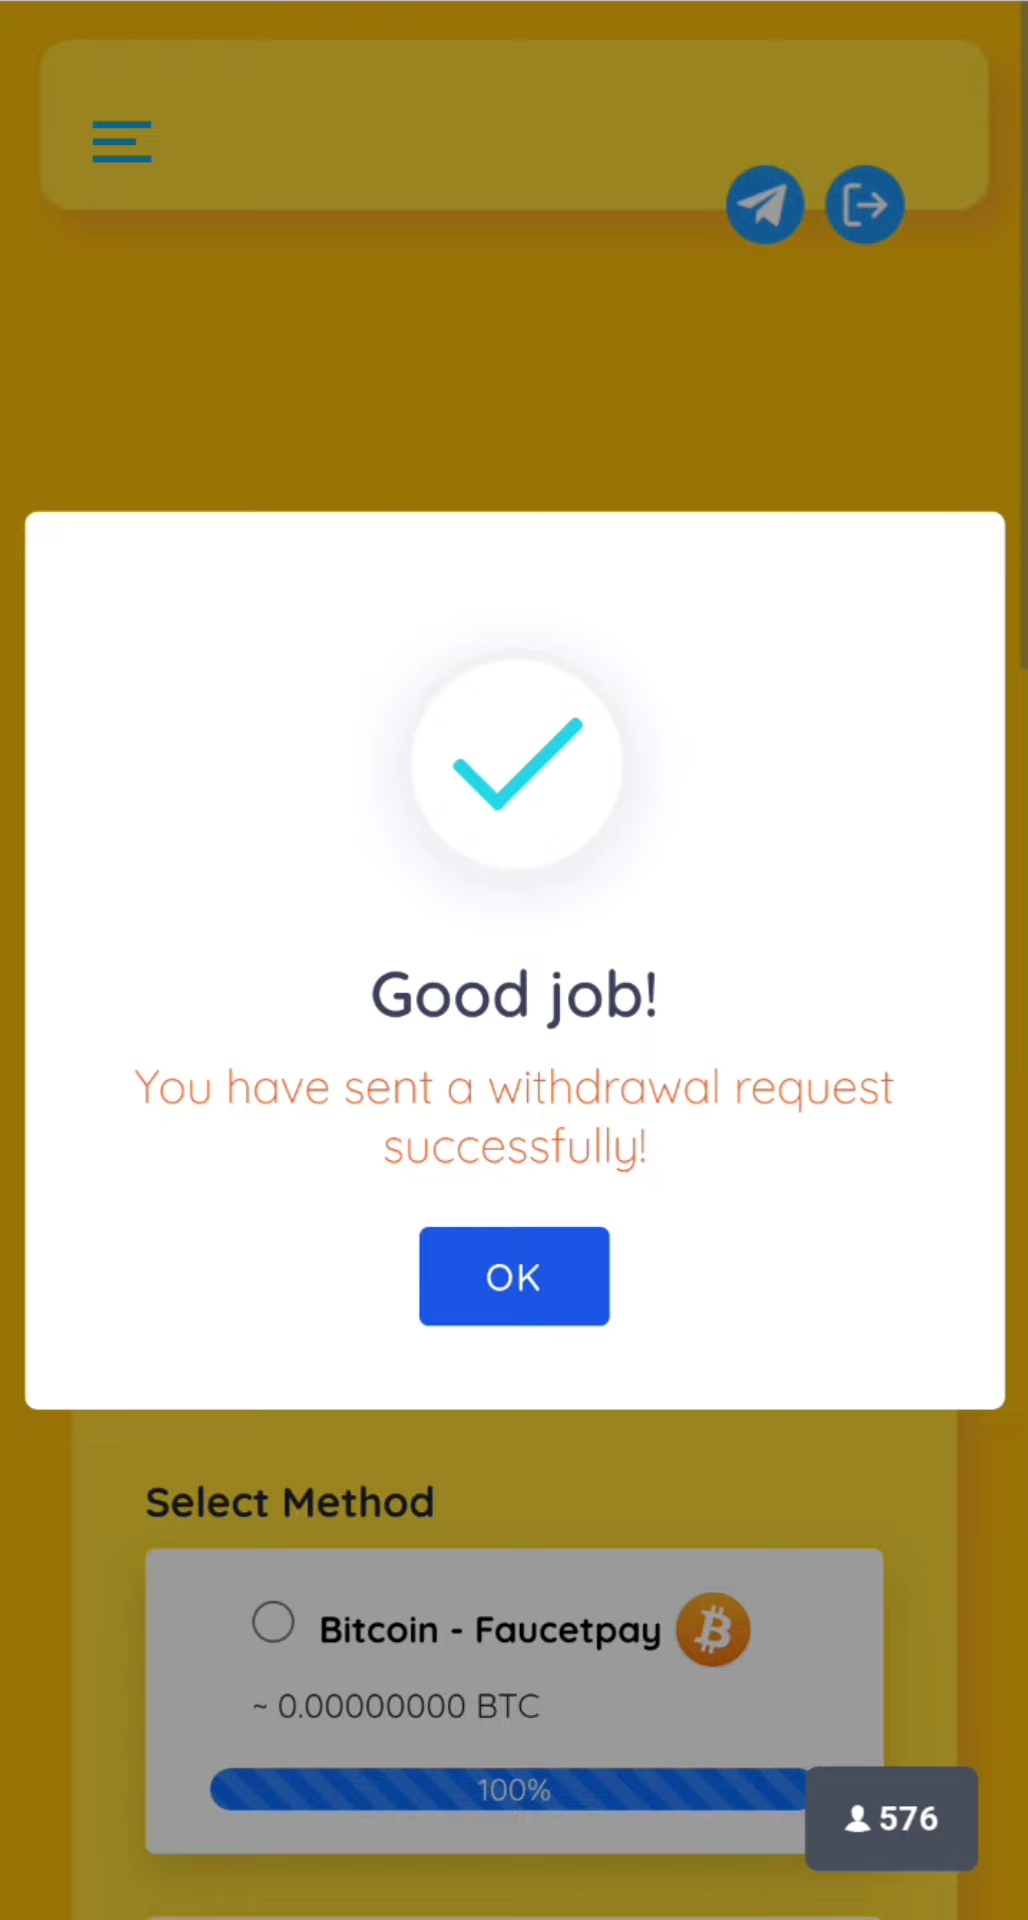 Good job!
You have sent a withdrawal request
successfully!
OK
Select Method
Bitcoin - Faucetpay
~ 0.00000000 BTC
100%
576